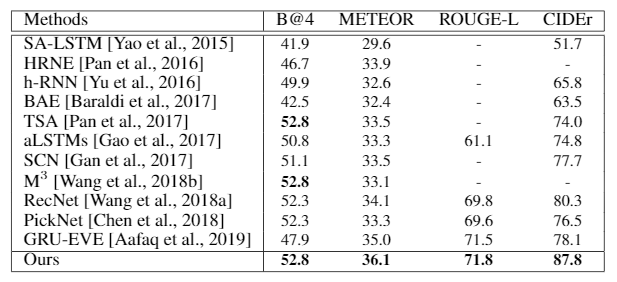 Methods B@4 METEOR ROUGE-L CIDEr
SA-LSTM [Yao et al., 2015] 41.9 29.6 - 51.7
HRNE [Pan et al., 2016] 46.7 33.9 - -
h-RNN [Yu et al., 2016] 49.9 32.6 - 65.8
BAE [Baraldi et al., 2017] 42.5 32.4 - 63.5
TSA [Pan et al., 2017] 52.8 33.5 - 74.0
aLSTMs [Gao et al., 2017] 50.8 33.3 61.1 74.8
SCN [Gan et al., 2017] 51.1 33.5 - 77.7
M³ [Wang et al., 2018b] 52.8 33.1 - -
RecNet [Wang et al., 2018a] 52.3 34.1 69.8 80.3
PickNet [Chen et al., 2018] 52.3 33.3 69.6 76.5
GRU-EVE [Aafaq et al., 2019] 47.9 35.0 71.5 78.1
Ours 52.8 36.1 71.8 87.8